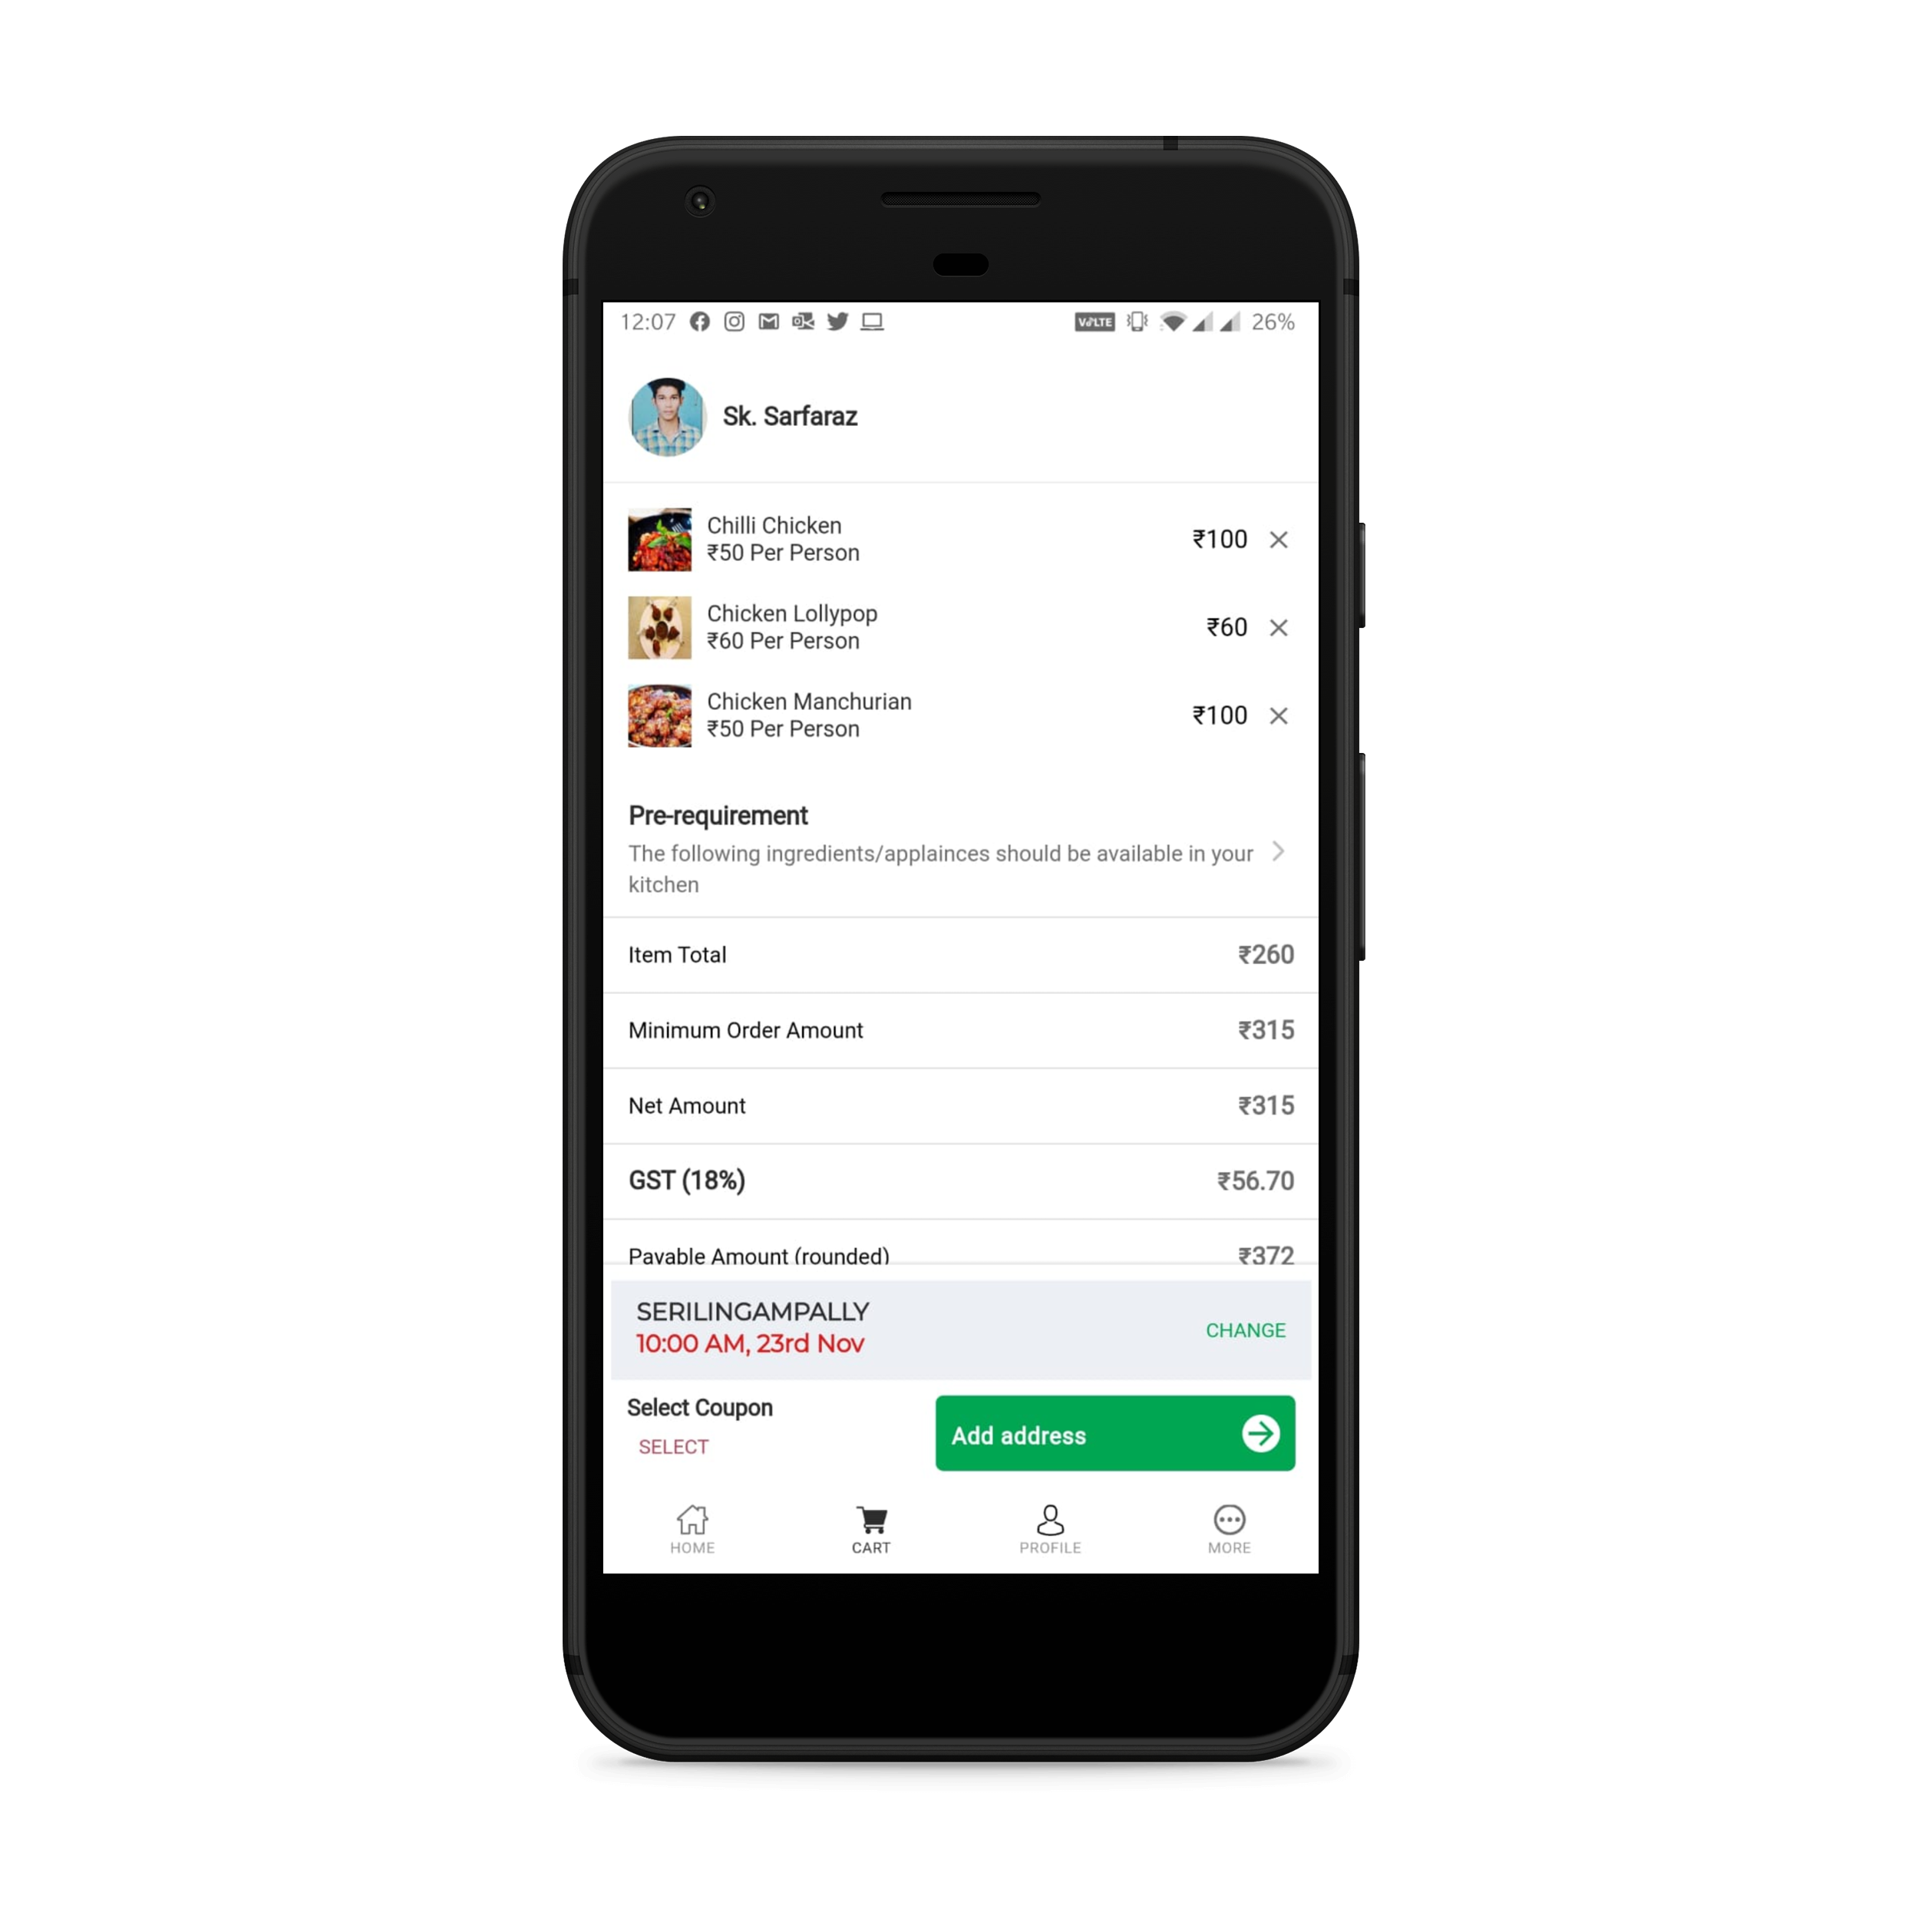 12:07 VoLTE 26%
Sk. Sarfaraz
Chilli Chicken
₹50 Per Person
₹100
Chicken Lollypop
₹60 Per Person
₹60
Chicken Manchurian
₹50 Per Person
₹100
Pre-requirement
The following ingredients/applainces should be available in your
kitchen
Item Total ₹260
Minimum Order Amount ₹315
Net Amount ₹315
GST (18%) ₹56.70
Payable Amount (rounded) ₹372
SERILINGAMPALLY
10:00 AM, 23rd Nov
CHANGE
Select Coupon
SELECT
Add address
HOME CART PROFILE MORE